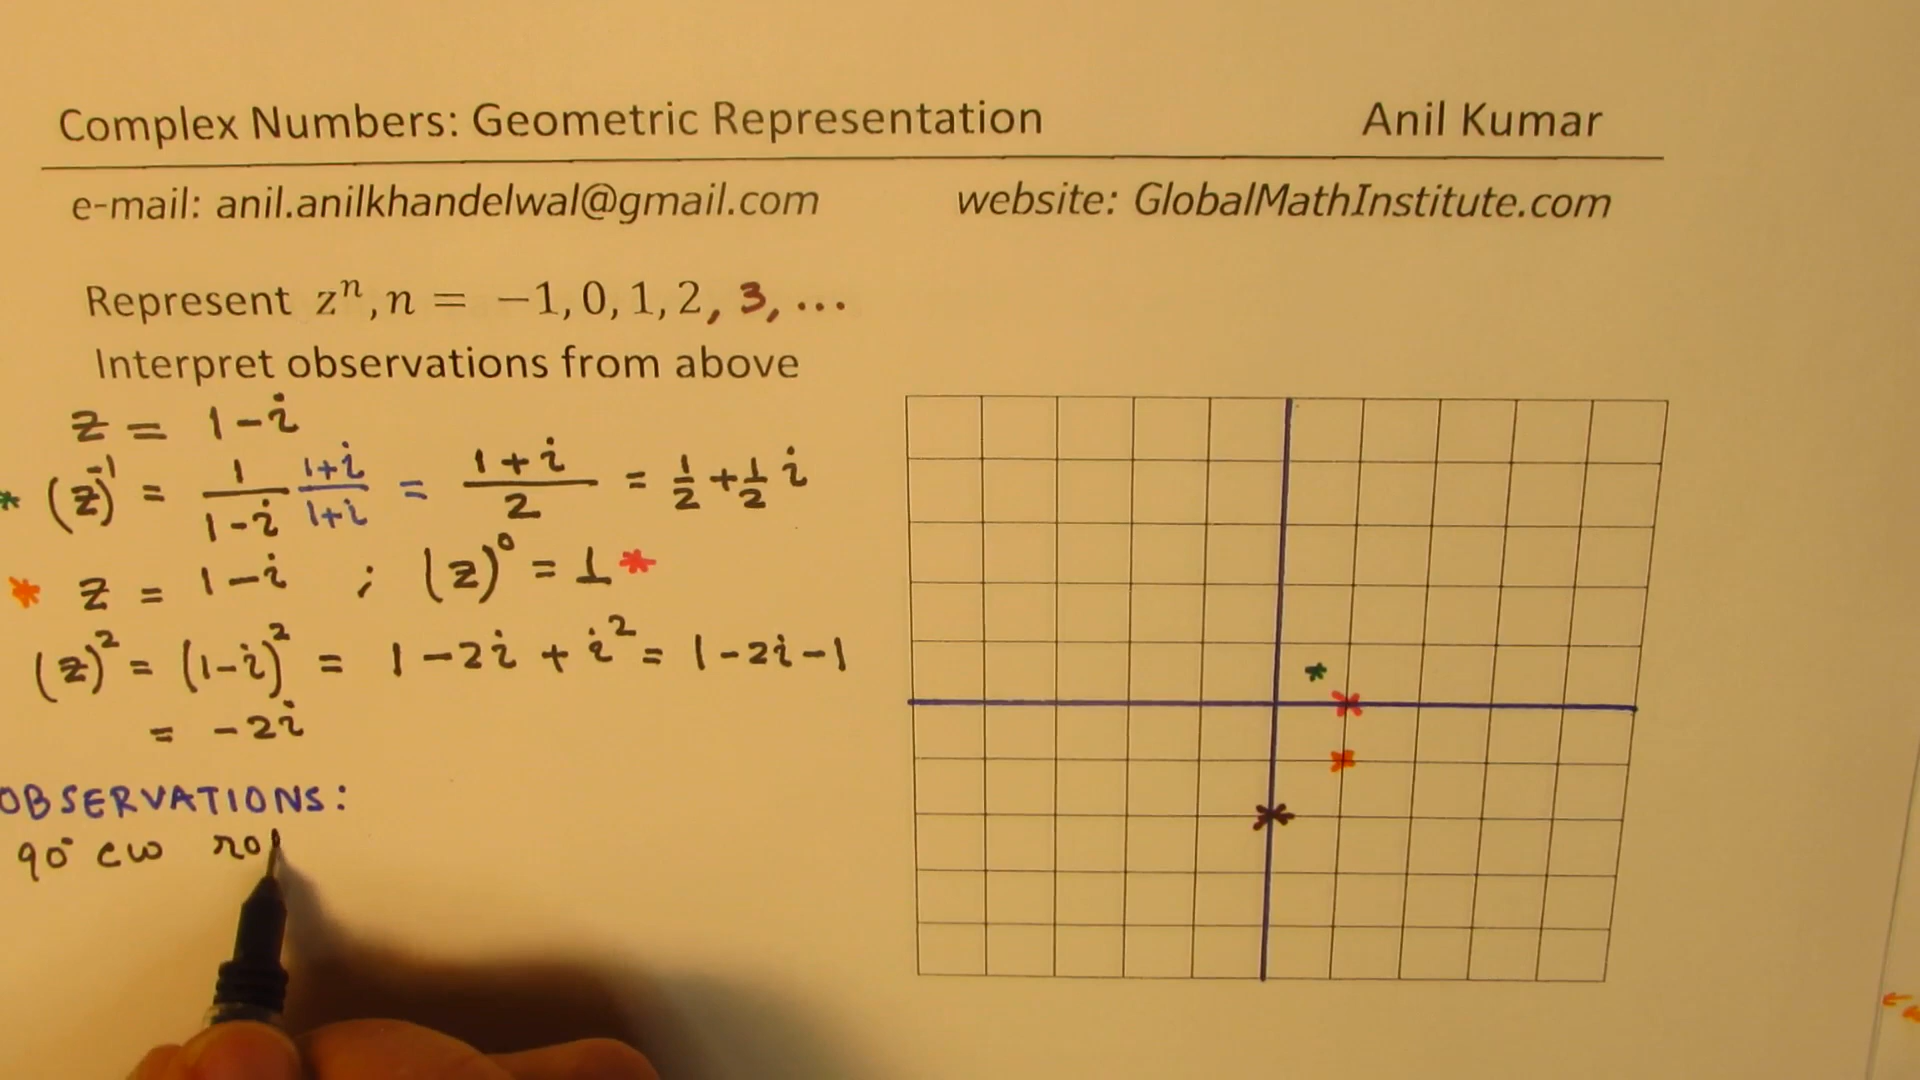 Complex Numbers: Geometric Representation Anil Kumar
e-mail: anil.anilkhandelwal@gmail.com website: GlobalMathInstitute.com
Represent zⁿ, n = −1, 0, 1, 2, 3, ...
Interpret observations from above
z = 1-i
* (z)⁻¹ = 1/(1-i) (1+i)/(1+i) = (1+i)/2 = 1/2 + 1/2 i
* z = 1-i ; (z)⁰ = 1 *
(z)² = (1-i)² = 1 - 2i + i² = 1 - 2i - 1
= -2i
OBSERVATIONS:
90° cw